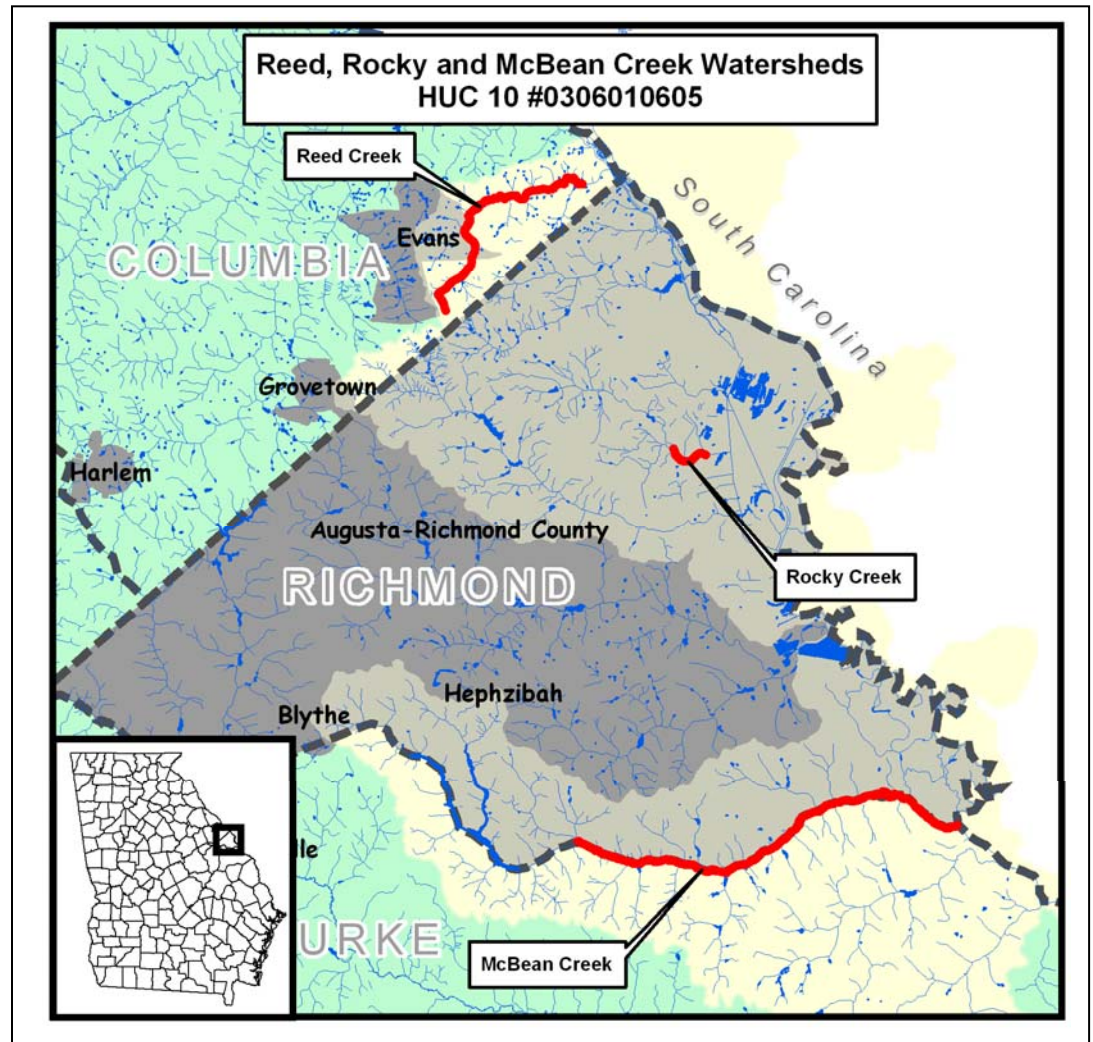 Reed, Rocky and McBean Creek Watersheds
HUC 10 #0306010605
Reed Creek
South Carolina
Evans
COLUMBIA
Grovetown
Harlem
Augusta-Richmond County
RICHMOND
Rocky Creek
Hephzibah
Blythe
lle
URKE
McBean Creek